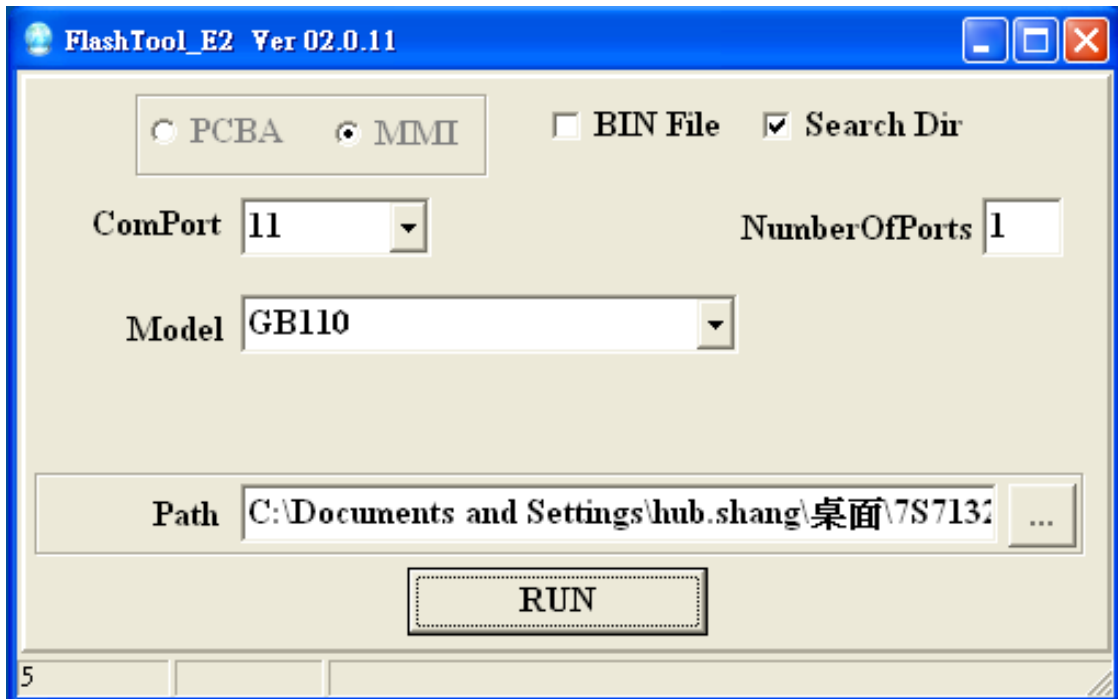 FlashTool_E2 Ver 02.0.11
PCBA MMI BIN File Search Dir
ComPort 11 NumberOfPorts 1
Model GB110
Path C:\Documents and Settings\hub.shang\桌面\7S7132 ...
RUN
5